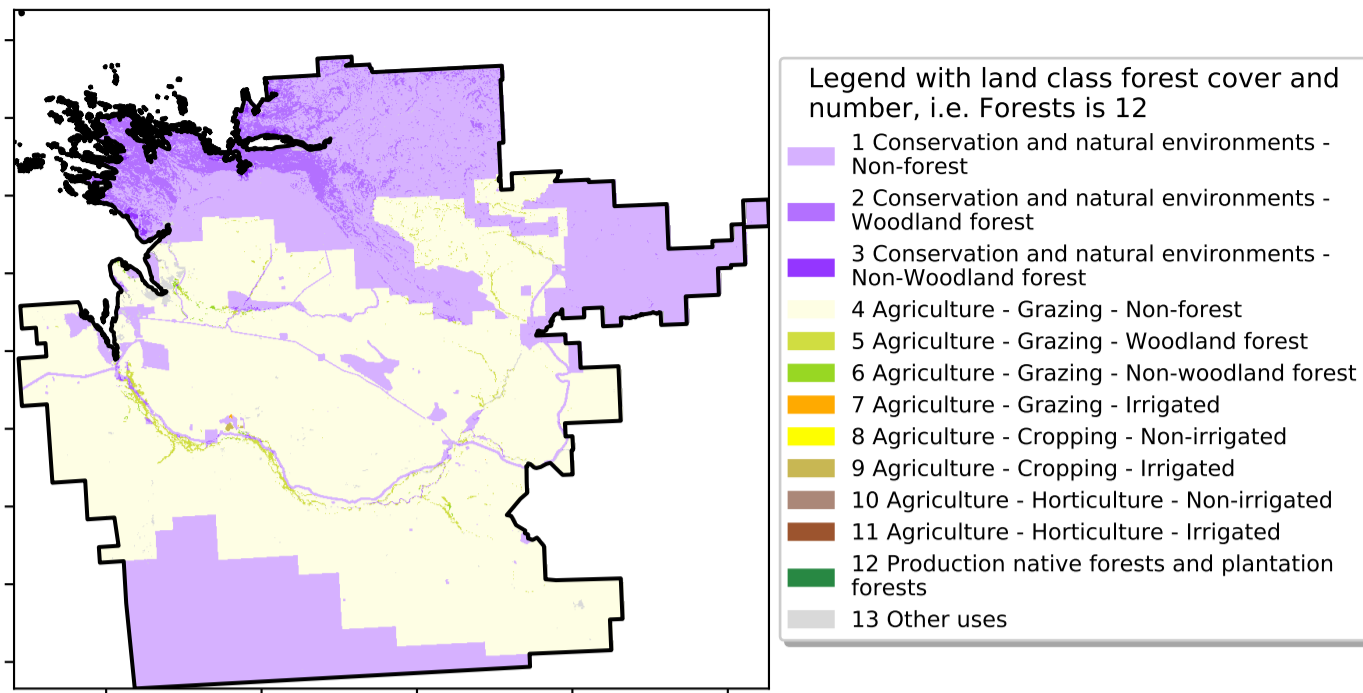 Legend with land class forest cover and
number, i.e. Forests is 12
1 Conservation and natural environments -
Non-forest
2 Conservation and natural environments -
Woodland forest
3 Conservation and natural environments -
Non-Woodland forest
4 Agriculture - Grazing - Non-forest
5 Agriculture - Grazing - Woodland forest
6 Agriculture - Grazing - Non-woodland forest
7 Agriculture - Grazing - Irrigated
8 Agriculture - Cropping - Non-irrigated
9 Agriculture - Cropping - Irrigated
10 Agriculture - Horticulture - Non-irrigated
11 Agriculture - Horticulture - Irrigated
12 Production native forests and plantation
forests
13 Other uses